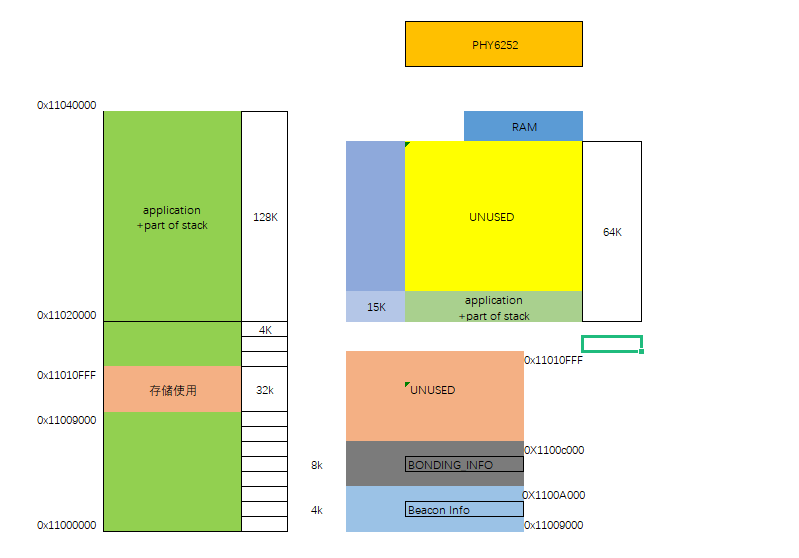 PHY6252
0x11040000
RAM
application
+part of stack
128K
UNUSED
64K
application
+part of stack
15K
0x11020000
4K
0x11010FFF
0x11010FFF
存储使用
32k
UNUSED
0x11009000
0X1100c000
8k
BONDING_INFO
0X1100A000
4k
Beacon Info
0x11000000
0x11009000